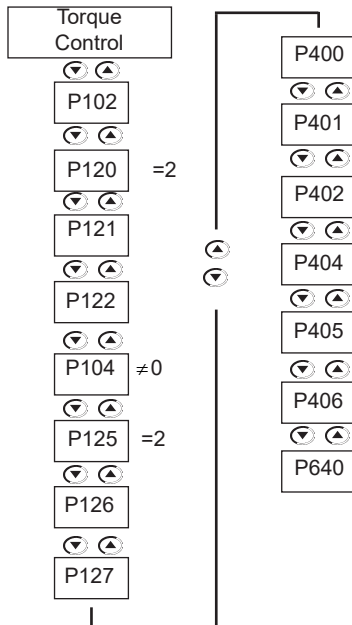 Torque
Control
P102
P120 =2
P121
P122
P104 ≠0
P125 =2
P126
P127
P400
P401
P402
P404
P405
P406
P640